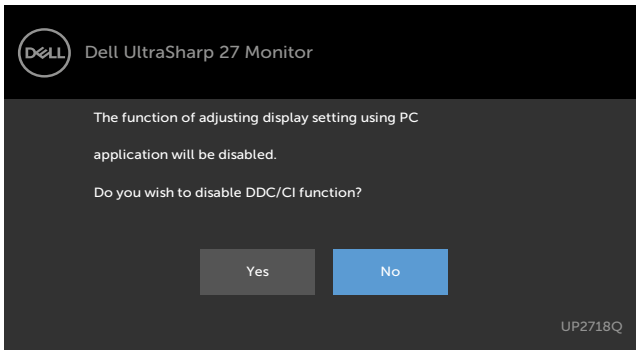 DELL
Dell UltraSharp 27 Monitor
The function of adjusting display setting using PC
application will be disabled.
Do you wish to disable DDC/CI function?
Yes
No
UP2718Q